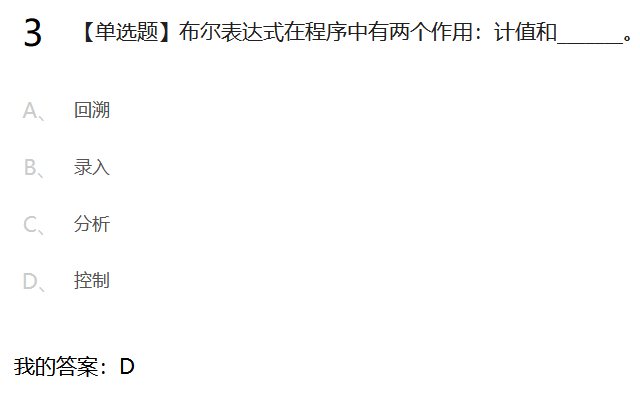 3 【单选题】布尔表达式在程序中有两个作用：计值和______。
A、 回溯
B、 录入
C、 分析
D、 控制
我的答案：D